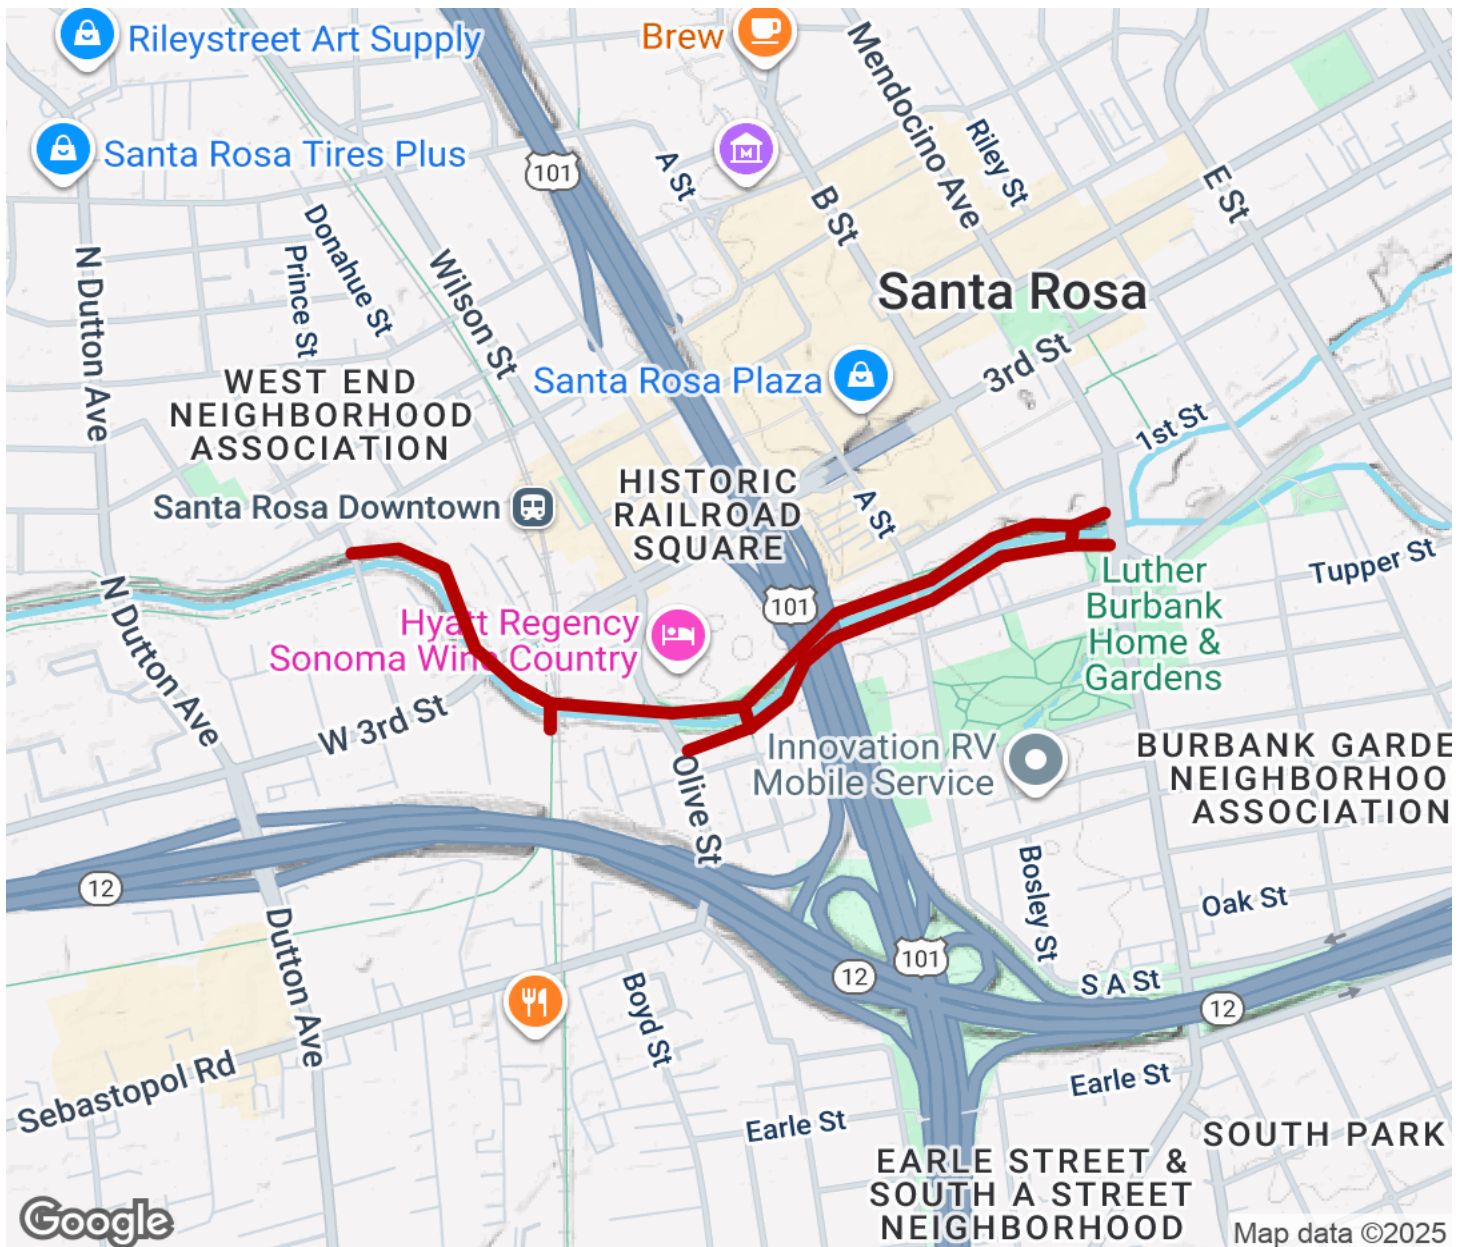 Rileystreet Art Supply
Brew
Mendocino Ave
Santa Rosa Tires Plus
101
A St
Riley St
B St
E St
Donahue St
Prince St
N Dutton Ave
Wilson St
Santa Rosa
WEST END
NEIGHBORHOOD
ASSOCIATION
Santa Rosa Plaza
3rd St
1st St
Santa Rosa Downtown
HISTORIC
RAILROAD
SQUARE
A St
Tupper St
N Dutton Ave
101
Luther
Burbank
Home &
Gardens
Hyatt Regency
Sonoma Wine Country
W 3rd St
Olive St
Innovation RV
Mobile Service
BURBANK GARDE
NEIGHBORHOO
ASSOCIATION
12
Dutton Ave
Bosley St
Oak St
101
12
S A St
12
Boyd St
Sebastopol Rd
Earle St
Earle St
SOUTH PARK
EARLE STREET &
SOUTH A STREET
NEIGHBORHOOD
Google
Map data ©2025